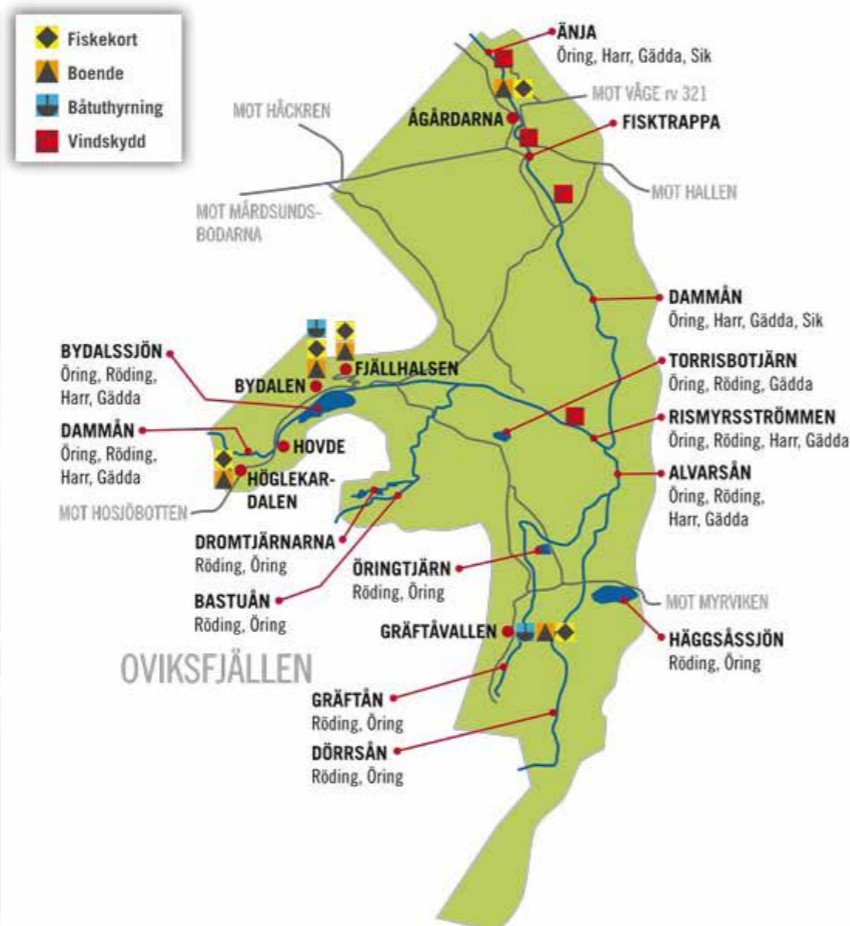 Fiskekort
Boende
Båtuthyrning
Vindskydd
ÄNJA
Öring, Harr, Gädda, Sik
MOT VÅGE rv 321
MOT HÅCKREN
ÅGÅRDARNA
FISKTRAPPA
MOT HALLEN
MOT MÅRDSUNDS-
BODARNA
DAMMÅN
Öring, Harr, Gädda, Sik
BYDALSSJÖN
Öring, Röding,
Harr, Gädda
FJÄLLHALSEN
BYDALEN
TORRISBOTJÄRN
Öring, Röding, Gädda
RISMYRSSTRÖMMEN
Öring, Röding, Harr, Gädda
DAMMÅN
Öring, Röding,
Harr, Gädda
HOVDE
HÖGLEKAR-
DALEN
ALVARSÅN
Öring, Röding,
Harr, Gädda
MOT HOSJÖBOTTEN
DROMTJÄRNARNA
Röding, Öring
ÖRINGTJÄRN
Röding, Öring
BASTUÅN
Röding, Öring
MOT MYRVIKEN
GRÄFTÅVALLEN
HÄGGSÅSSJÖN
Röding, Öring
OVIKSFJÄLLEN
GRÄFTÅN
Röding, Öring
DÖRRSÅN
Röding, Öring